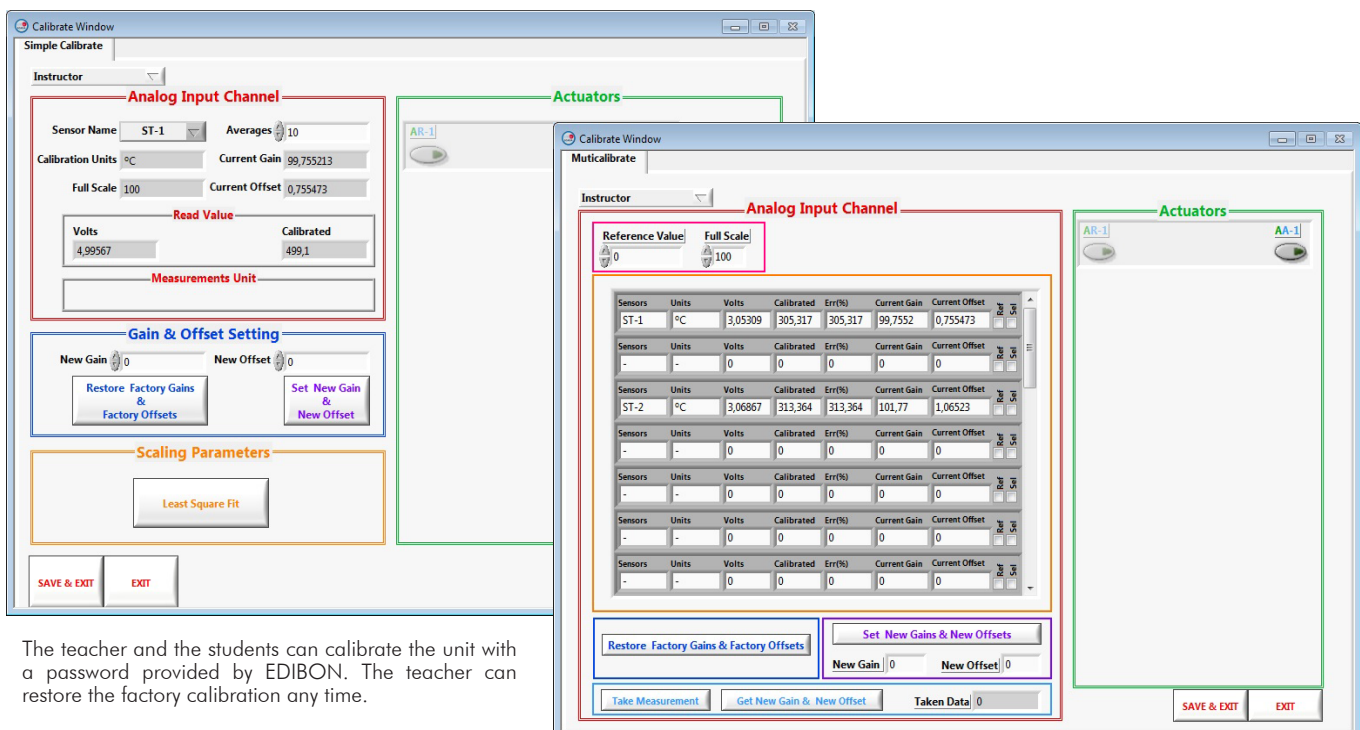 Calibrate Window
Simple Calibrate
Instructor
Analog Input Channel
Sensor Name ST-1 Averages 10
Calibration Units ºC Current Gain 99,755213
Full Scale 100 Current Offset 0,755473
Read Value
Volts Calibrated
4,99567 499,1
Measurements Unit
Gain & Offset Setting
New Gain 0 New Offset 0
Restore Factory Gains
&
Factory Offsets
Set New Gain
&
New Offset
Scaling Parameters
Least Square Fit
SAVE & EXIT EXIT
Actuators
AR-1
The teacher and the students can calibrate the unit with
a password provided by EDIBON. The teacher can
restore the factory calibration any time.
Calibrate Window
Muticalibrate
Instructor
Analog Input Channel
Reference Value Full Scale
0 100
Sensors Units Volts Calibrated Err(%) Current Gain Current Offset Ref Sel
ST-1 ºC 3,05309 305,317 305,317 99,7552 0,755473
Sensors Units Volts Calibrated Err(%) Current Gain Current Offset Ref Sel
- - 0 0 0 0 0
Sensors Units Volts Calibrated Err(%) Current Gain Current Offset Ref Sel
ST-2 ºC 3,06867 313,364 313,364 101,77 1,06523
Sensors Units Volts Calibrated Err(%) Current Gain Current Offset Ref Sel
- - 0 0 0 0 0
Sensors Units Volts Calibrated Err(%) Current Gain Current Offset Ref Sel
- - 0 0 0 0 0
Sensors Units Volts Calibrated Err(%) Current Gain Current Offset Ref Sel
- - 0 0 0 0 0
Sensors Units Volts Calibrated Err(%) Current Gain Current Offset Ref Sel
- - 0 0 0 0 0
Restore Factory Gains & Factory Offsets
Set New Gains & New Offsets
New Gain 0 New Offset 0
Take Measurement Get New Gain & New Offset Taken Data 0
Actuators
AR-1 AA-1
SAVE & EXIT EXIT